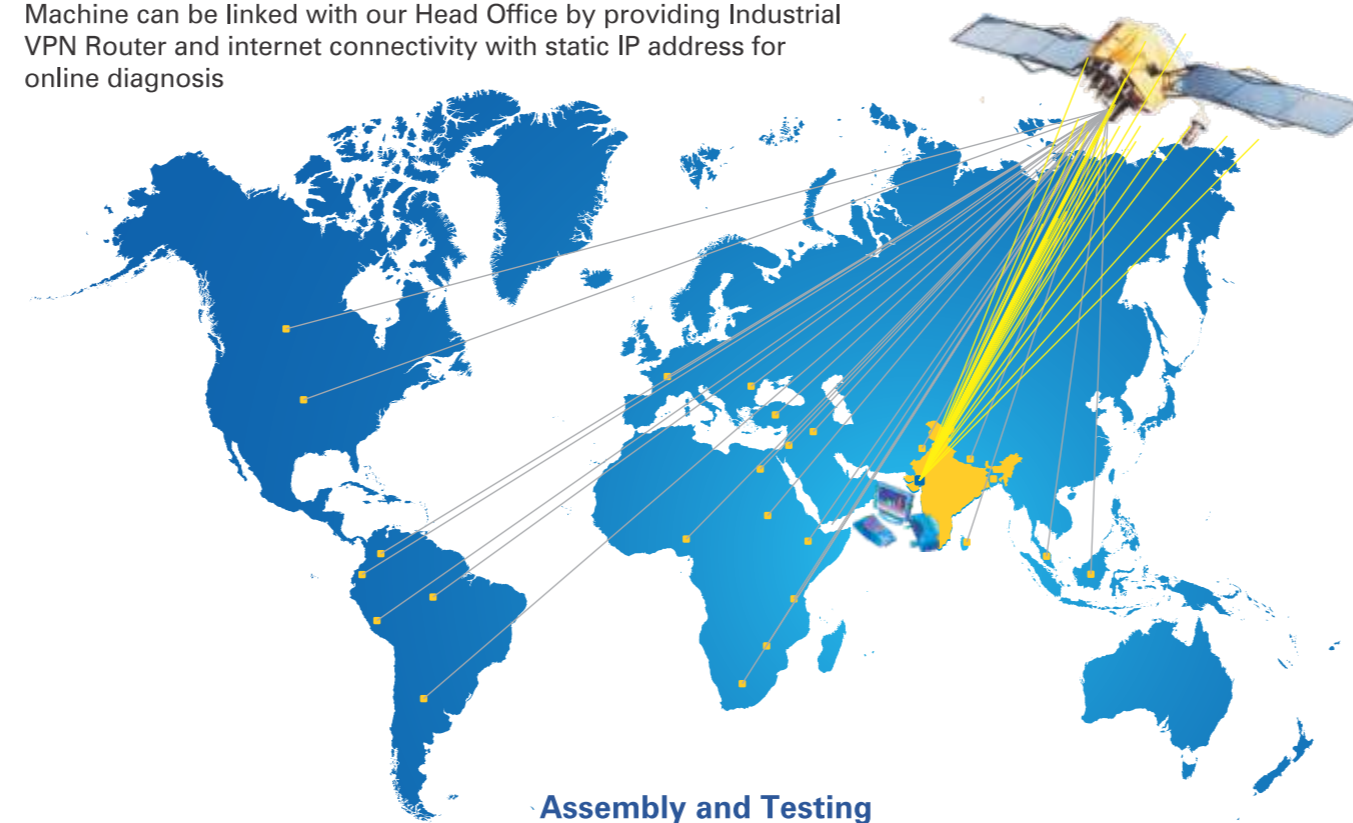 Machine can be linked with our Head Office by providing Industrial
VPN Router and internet connectivity with static IP address for
online diagnosis
Assembly and Testing